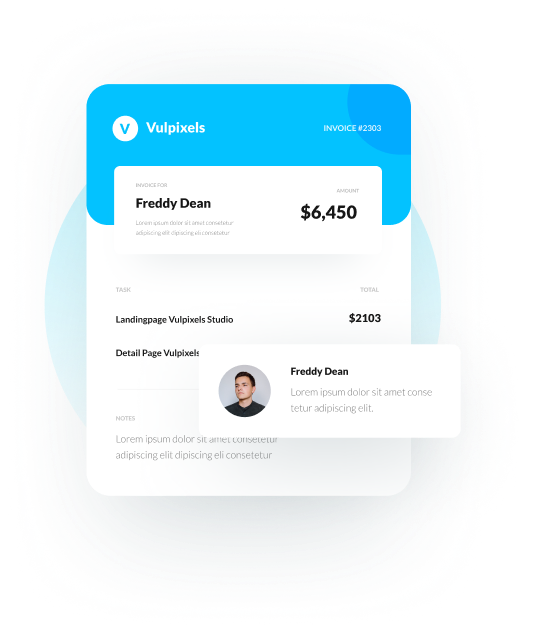 V Vulpixels
INVOICE #2303
INVOICE FOR
Freddy Dean
Lorem ipsum dolor sit amet consetetur
adipiscing elit dipiscing eli consetetur
AMOUNT
$6,450
TASK TOTAL
Landingpage Vulpixels Studio $2103
Detail Page Vulpixels
Freddy Dean
Lorem ipsum dolor sit amet conse
tetur adipiscing elit.
NOTES
Lorem ipsum dolor sit amet consetetur
adipiscing elit dipiscing eli consetetur